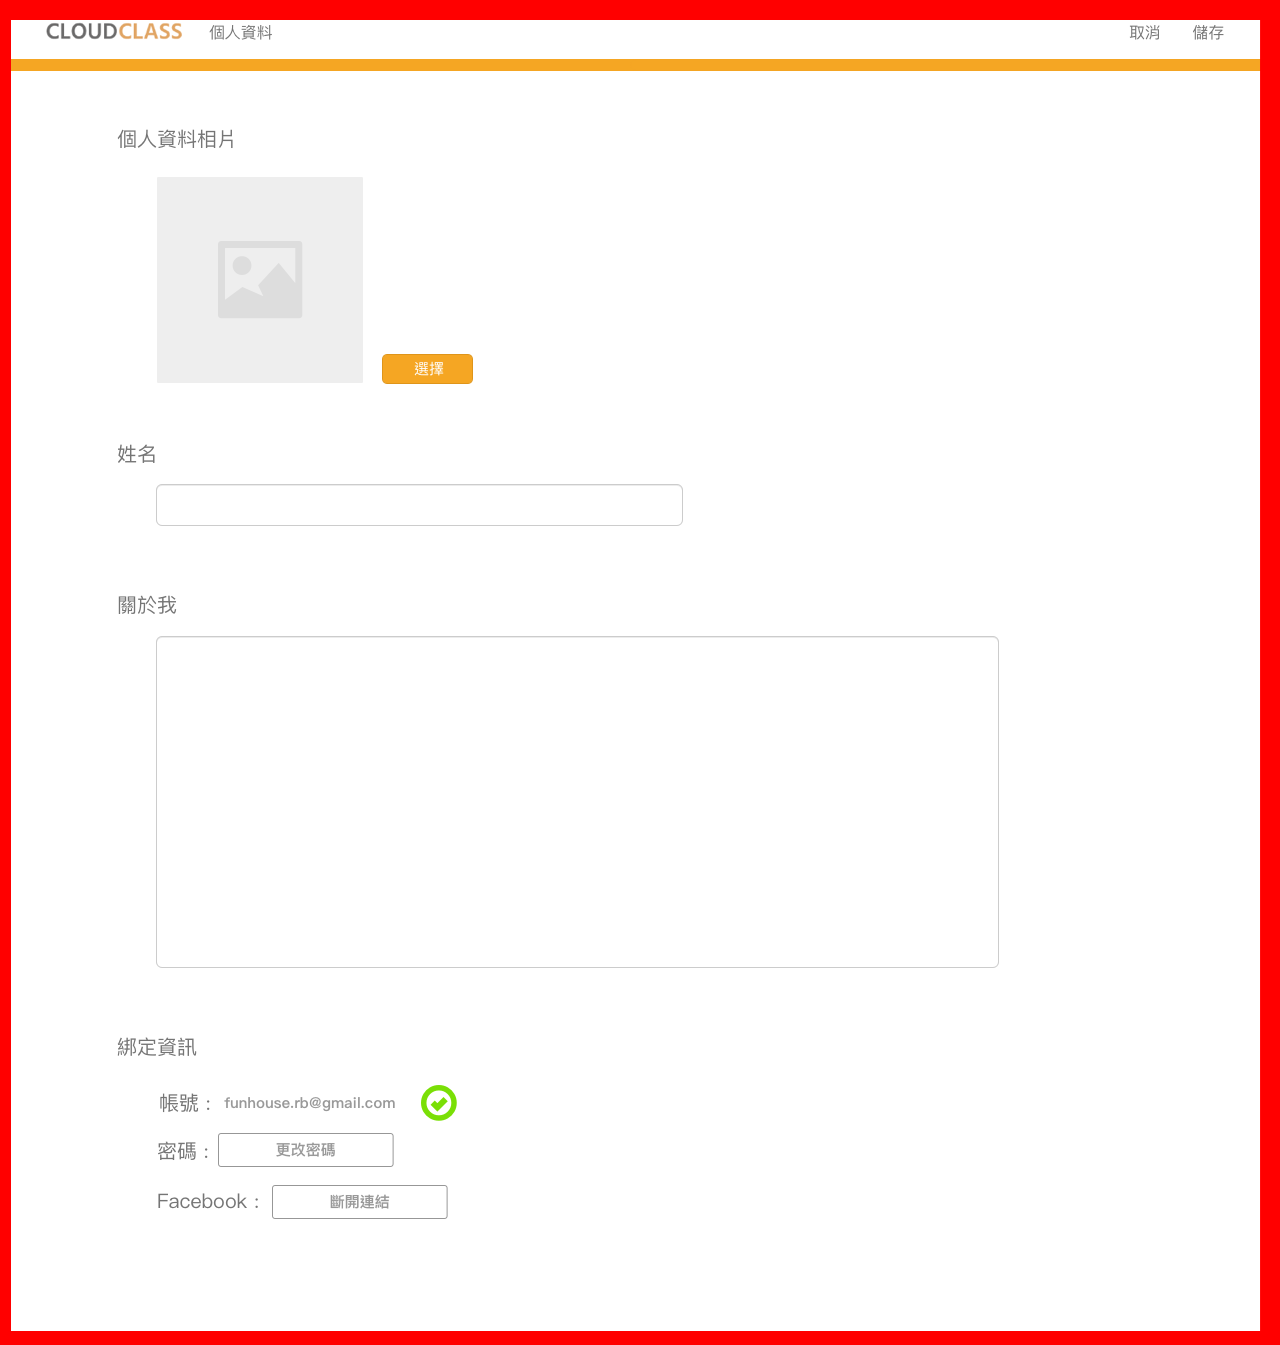 CLOUDCLASS 個人資料 取消 儲存
個人資料相片
選擇
姓名
關於我
綁定資訊
帳號： funhouse.rb@gmail.com
密碼： 更改密碼
Facebook： 斷開連結